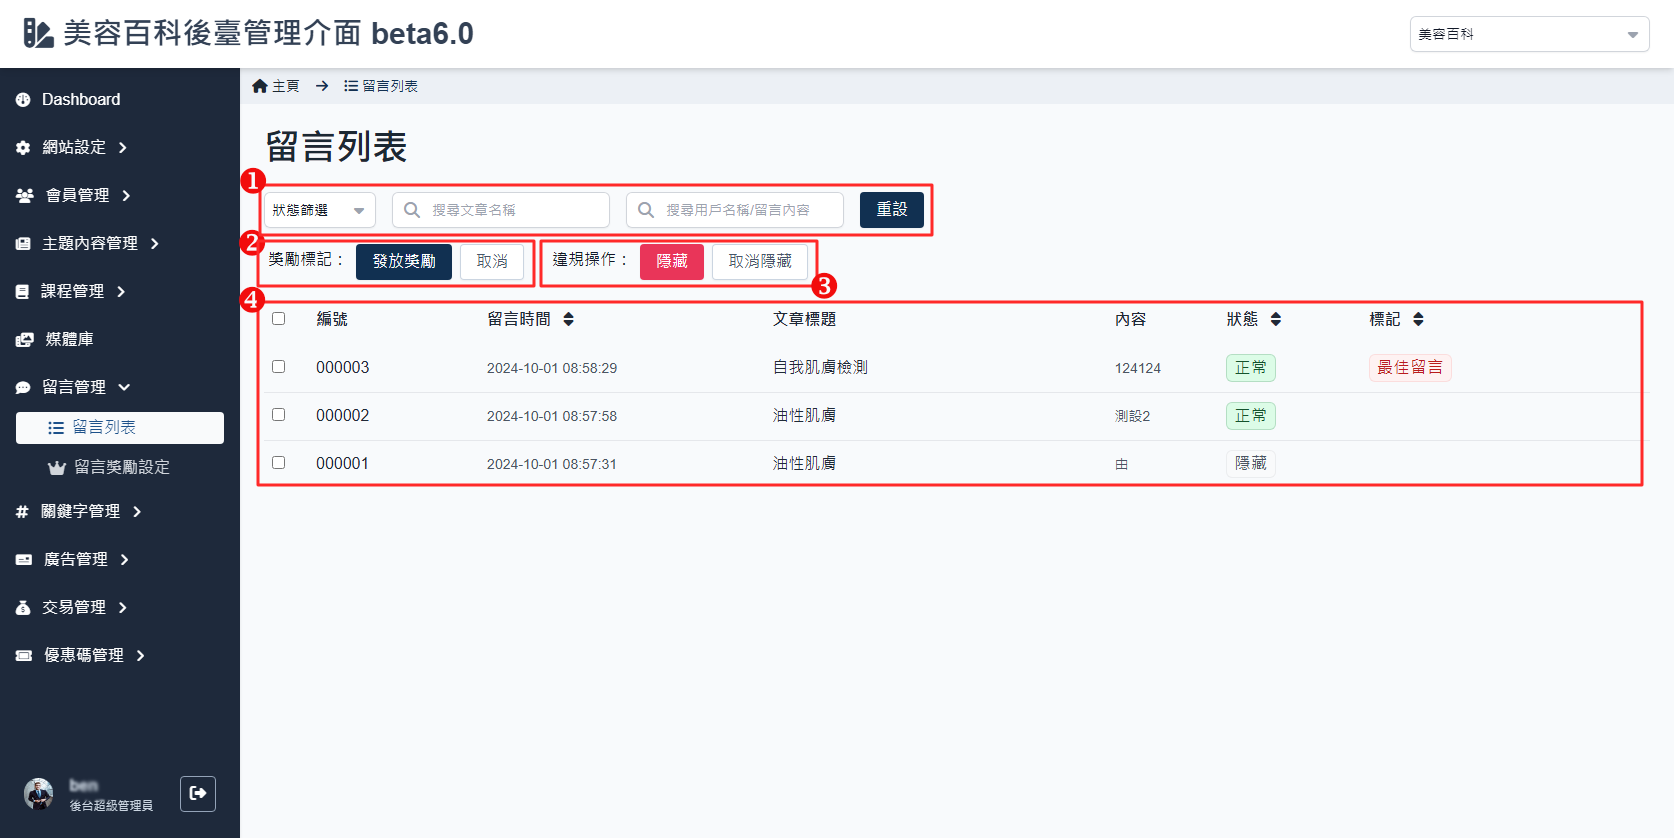 美容百科後臺管理介面 beta6.0
美容百科
Dashboard
網站設定
會員管理
主題內容管理
課程管理
媒體庫
留言管理
留言列表
留言獎勵設定
關鍵字管理
廣告管理
交易管理
優惠碼管理
ben
後台超級管理員
主頁 → 留言列表
留言列表
1
狀態篩選 搜尋文章名稱 搜尋用戶名稱/留言內容 重設
2
獎勵標記： 發放獎勵 取消 違規操作： 隱藏 取消隱藏
3
4
編號 留言時間 文章標題 內容 狀態 標記
000003 2024-10-01 08:58:29 自我肌膚檢測 124124 正常 最佳留言
000002 2024-10-01 08:57:58 油性肌膚 測設2 正常
000001 2024-10-01 08:57:31 油性肌膚 由 隱藏